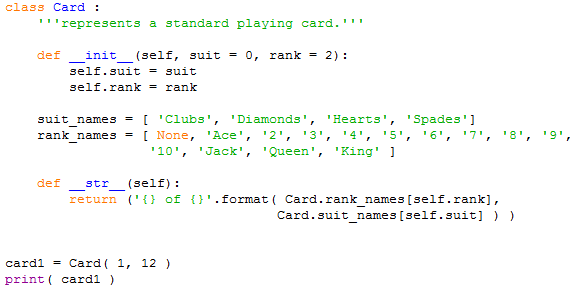 class Card :
    '''represents a standard playing card.'''
    def __init__(self, suit = 0, rank = 2):
        self.suit = suit
        self.rank = rank
    suit_names = [ 'Clubs', 'Diamonds', 'Hearts', 'Spades']
    rank_names = [ None, 'Ace', '2', '3', '4', '5', '6', '7', '8', '9',
                  '10', 'Jack', 'Queen', 'King' ]
    def __str__(self):
        return ('{} of {}'.format( Card.rank_names[self.rank],
                                  Card.suit_names[self.suit] ) )
card1 = Card( 1, 12 )
print( card1 )